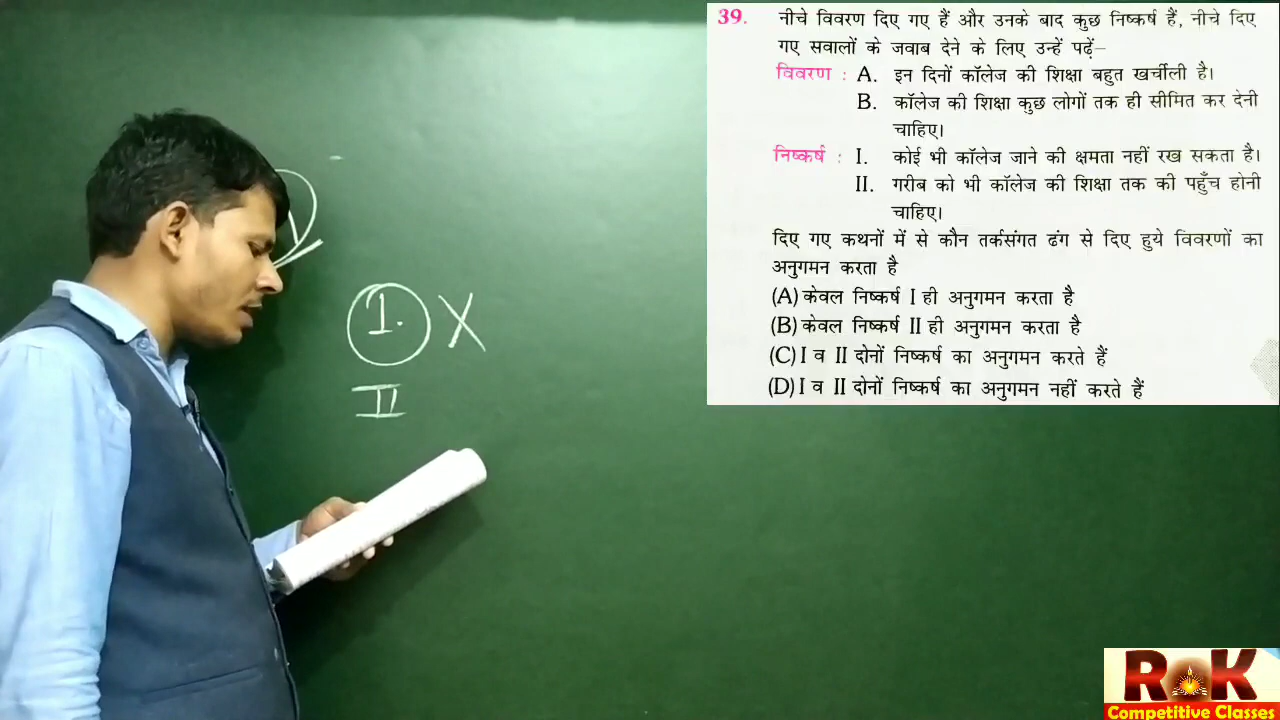 39. नीचे विवरण दिए गए हैं और उनके बाद कुछ निष्कर्ष हैं, नीचे दिए
गए सवालों के जवाब देने के लिए उन्हें पढ़ें–
विवरण : A. इन दिनों कॉलेज की शिक्षा बहुत खर्चीली है।
B. कॉलेज की शिक्षा कुछ लोगों तक ही सीमित कर देनी
चाहिए।
निष्कर्ष : I. कोई भी कॉलेज जाने की क्षमता नहीं रख सकता है।
II. गरीब को भी कॉलेज की शिक्षा तक की पहुँच होनी
चाहिए।
दिए गए कथनों में से कौन तर्कसंगत ढंग से दिए हुये विवरणों का
अनुगमन करता है
(A) केवल निष्कर्ष I ही अनुगमन करता है
(B) केवल निष्कर्ष II ही अनुगमन करता है
(C) I व II दोनों निष्कर्ष का अनुगमन करते हैं
(D) I व II दोनों निष्कर्ष का अनुगमन नहीं करते हैं
I. X
II
RK
Competitive Classes